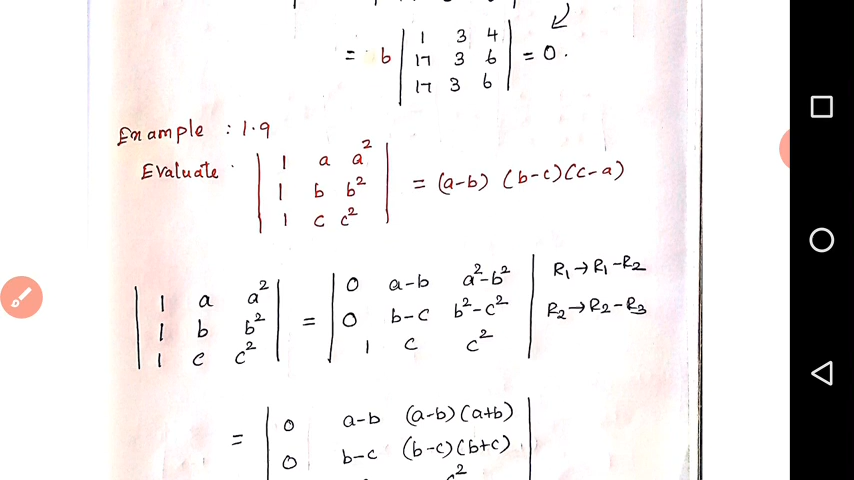 = b | 1 3 4 |
| 17 3 6 | = 0.
| 17 3 6 |
Example : 1.9
Evaluate. | 1 a a² |
| 1 b b² | = (a-b) (b-c)(c-a)
| 1 c c² |
| 1 a a² | | 0 a-b a²-b² | R₁→R₁-R₂
| 1 b b² | = | 0 b-c b²-c² | R₂→R₂-R₃
| 1 c c² | | 1 c c² |
= | 0 a-b (a-b)(a+b) |
| 0 b-c (b-c)(b+c) |
c²